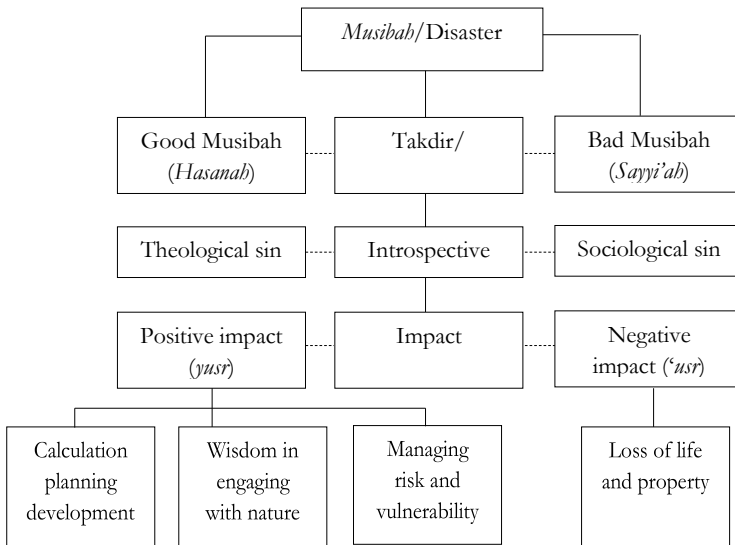 Musibah/Disaster
Good Musibah
(Hasanah)
Takdir/
Bad Musibah
(Sayyi’ah)
Theological sin
Introspective
Sociological sin
Positive impact
(yusr)
Impact
Negative
impact (‘usr)
Calculation
planning
development
Wisdom in
engaging
with nature
Managing
risk and
vulnerability
Loss of life
and property